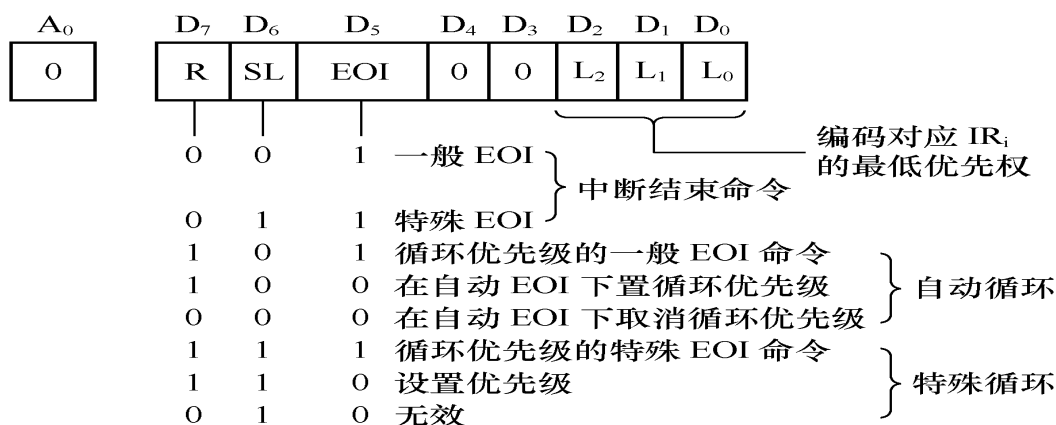 A₀ D₇ D₆ D₅ D₄ D₃ D₂ D₁ D₀
0 R SL EOI 0 0 L₂ L₁ L₀
编码对应 IRᵢ
的最低优先权
0 0 1 一般 EOI
中断结束命令
0 1 1 特殊 EOI
1 0 1 循环优先级的一般 EOI 命令
1 0 0 在自动 EOI 下置循环优先级
自动循环
0 0 0 在自动 EOI 下取消循环优先级
1 1 1 循环优先级的特殊 EOI 命令
1 1 0 设置优先级
特殊循环
0 1 0 无效